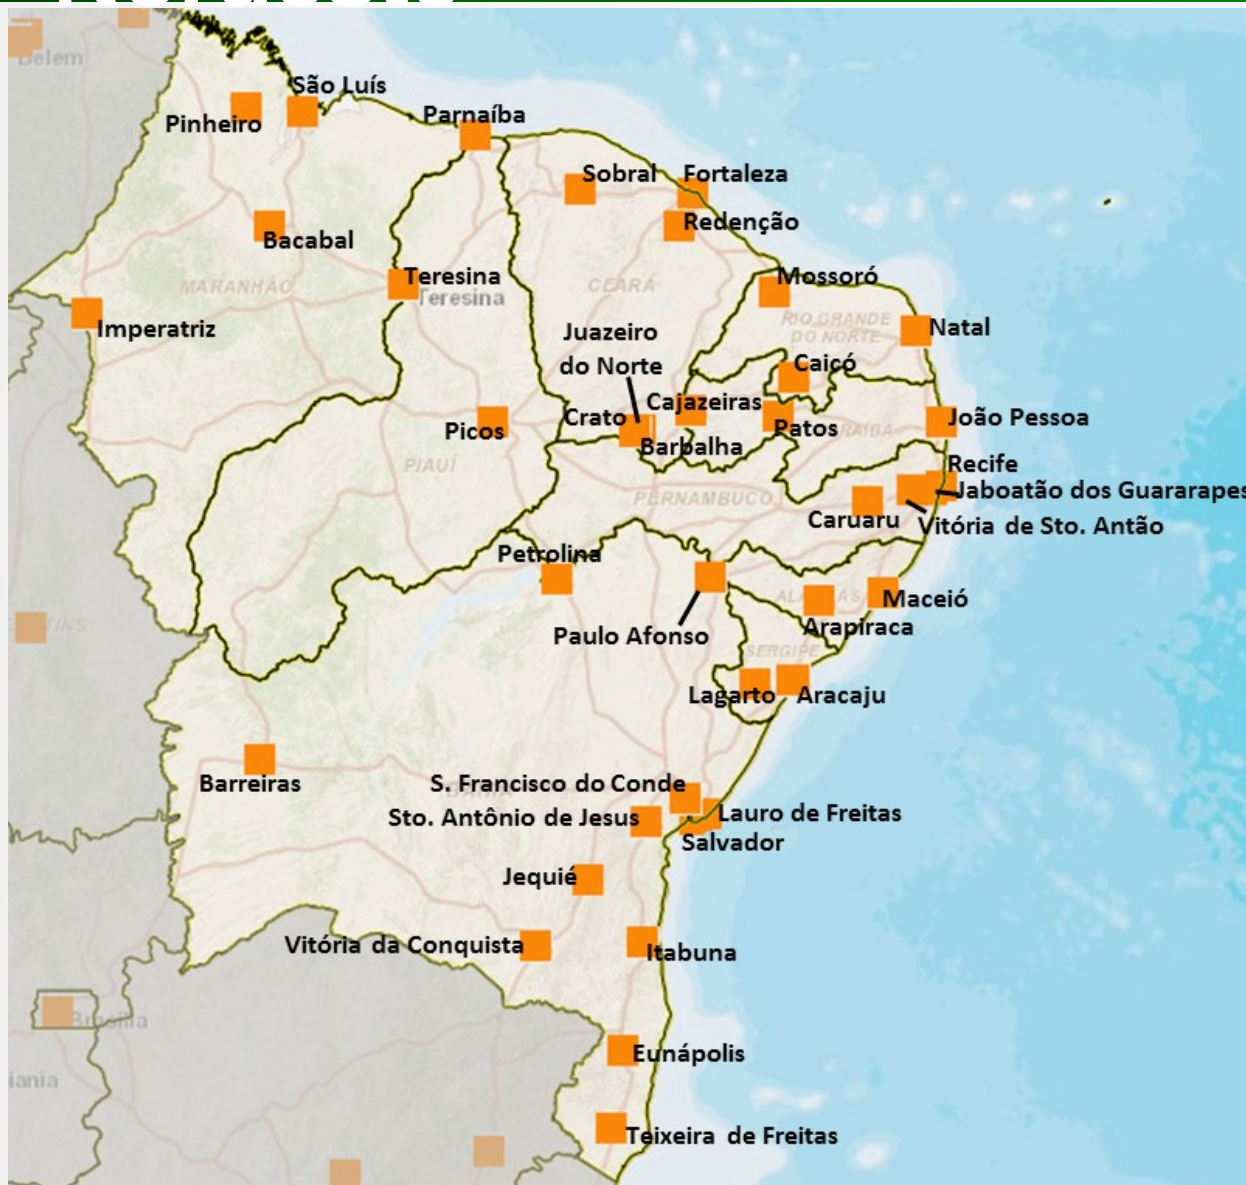 Belem
São Luís
Pinheiro
Parnaíba
Sobral
Fortaleza
Redenção
Bacabal
Teresina
Teresina
MARANHÃO
CEARÁ
Mossoró
Imperatriz
RIO GRANDE
DO NORTE
Natal
Juazeiro
do Norte
Caicó
Cajazeiras
Crato
Patos
João Pessoa
Picos
Barbalha
PIAUÍ
Recife
Jaboatão dos Guararapes
PERNAMBUCO
Caruaru
Vitória de Sto. Antão
Petrolina
Maceió
Arapiraca
Paulo Afonso
SERGIPE
Lagarto
Aracaju
Barreiras
S. Francisco do Conde
Sto. Antônio de Jesus
Lauro de Freitas
Salvador
Jequié
Vitória da Conquista
Itabuna
Brasilia
Eunápolis
Teixeira de Freitas